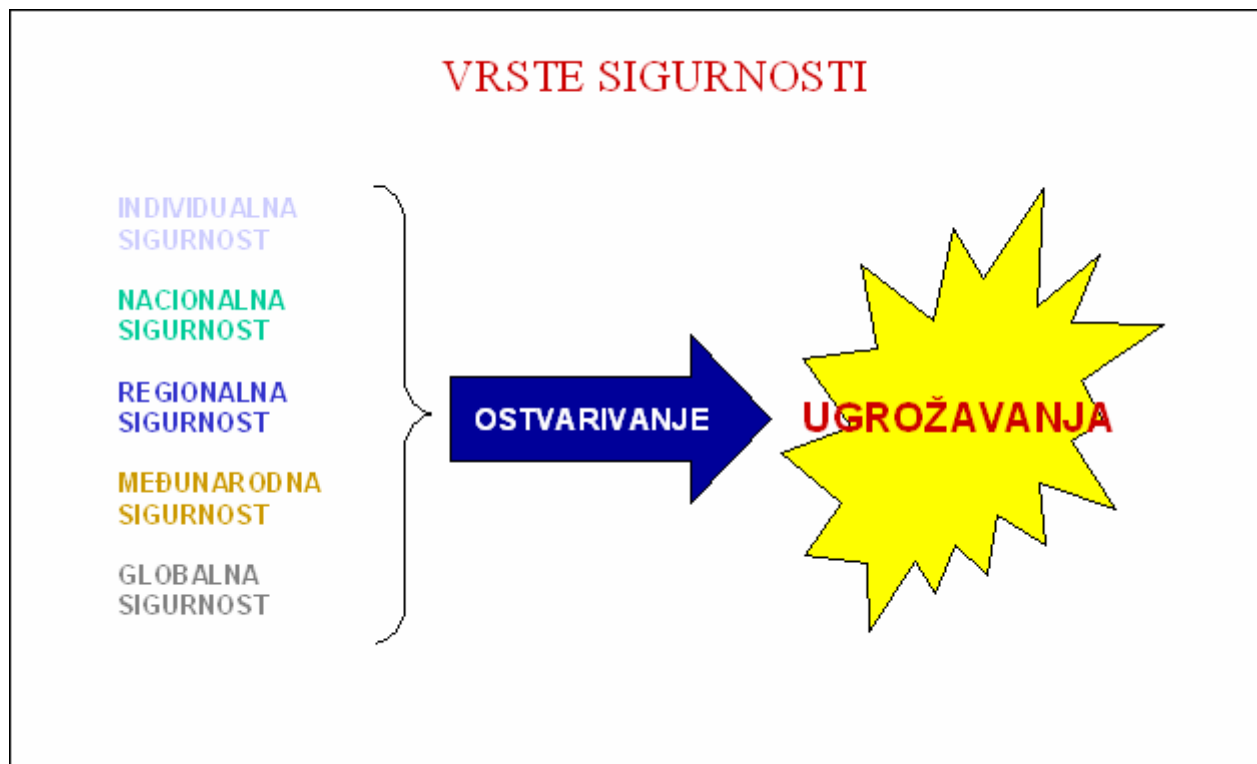 VRSTE SIGURNOSTI
INDIVIDUALNA
SIGURNOST
NACIONALNA
SIGURNOST
REGIONALNA
SIGURNOST
MEĐUNARODNA
SIGURNOST
GLOBALNA
SIGURNOST
OSTVARIVANJE
UGROŽAVANJA